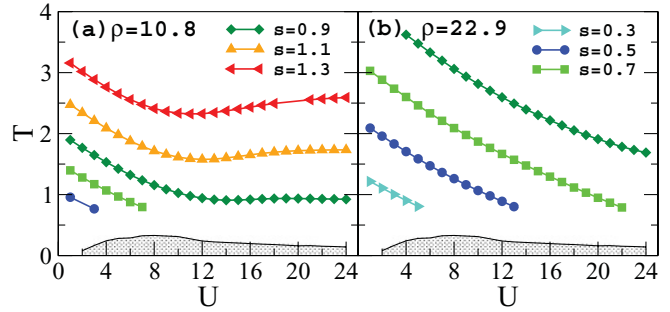 (a) ρ=10.8 s=0.9
s=1.1
s=1.3
(b) ρ=22.9 s=0.3
s=0.5
s=0.7
T
4
3
2
1
0
0 4 8 12 16 20 24
4 8 12 16 20 24
U
U